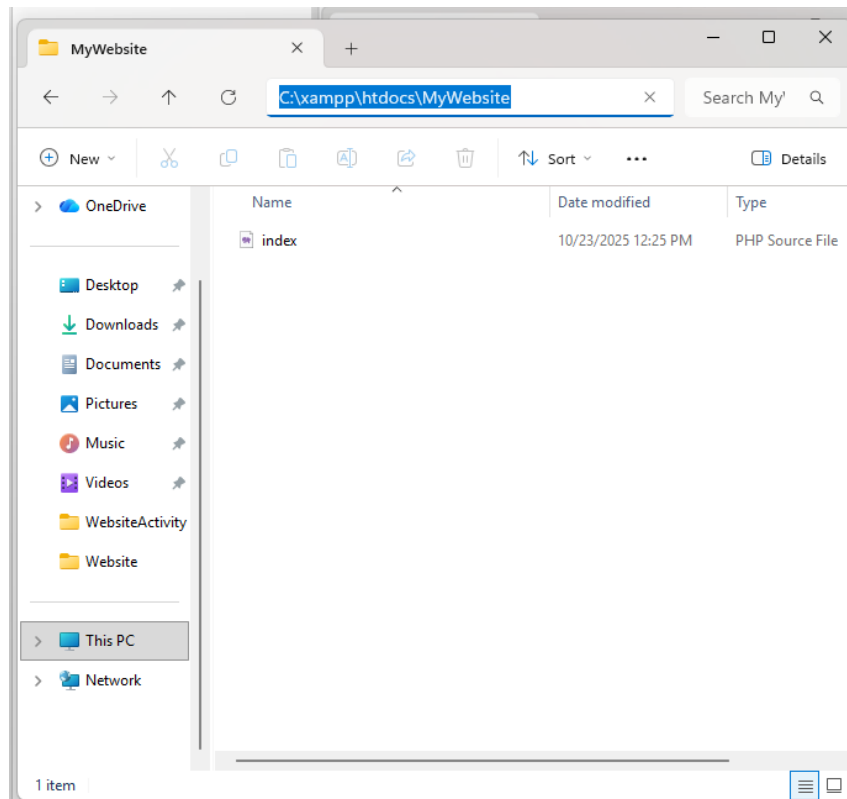 MyWebsite
C:\xampp\htdocs\MyWebsite
Search My'
New
Sort
Details
OneDrive
Name Date modified Type
index 10/23/2025 12:25 PM PHP Source File
Desktop
Downloads
Documents
Pictures
Music
Videos
WebsiteActivity
Website
This PC
Network
1 item